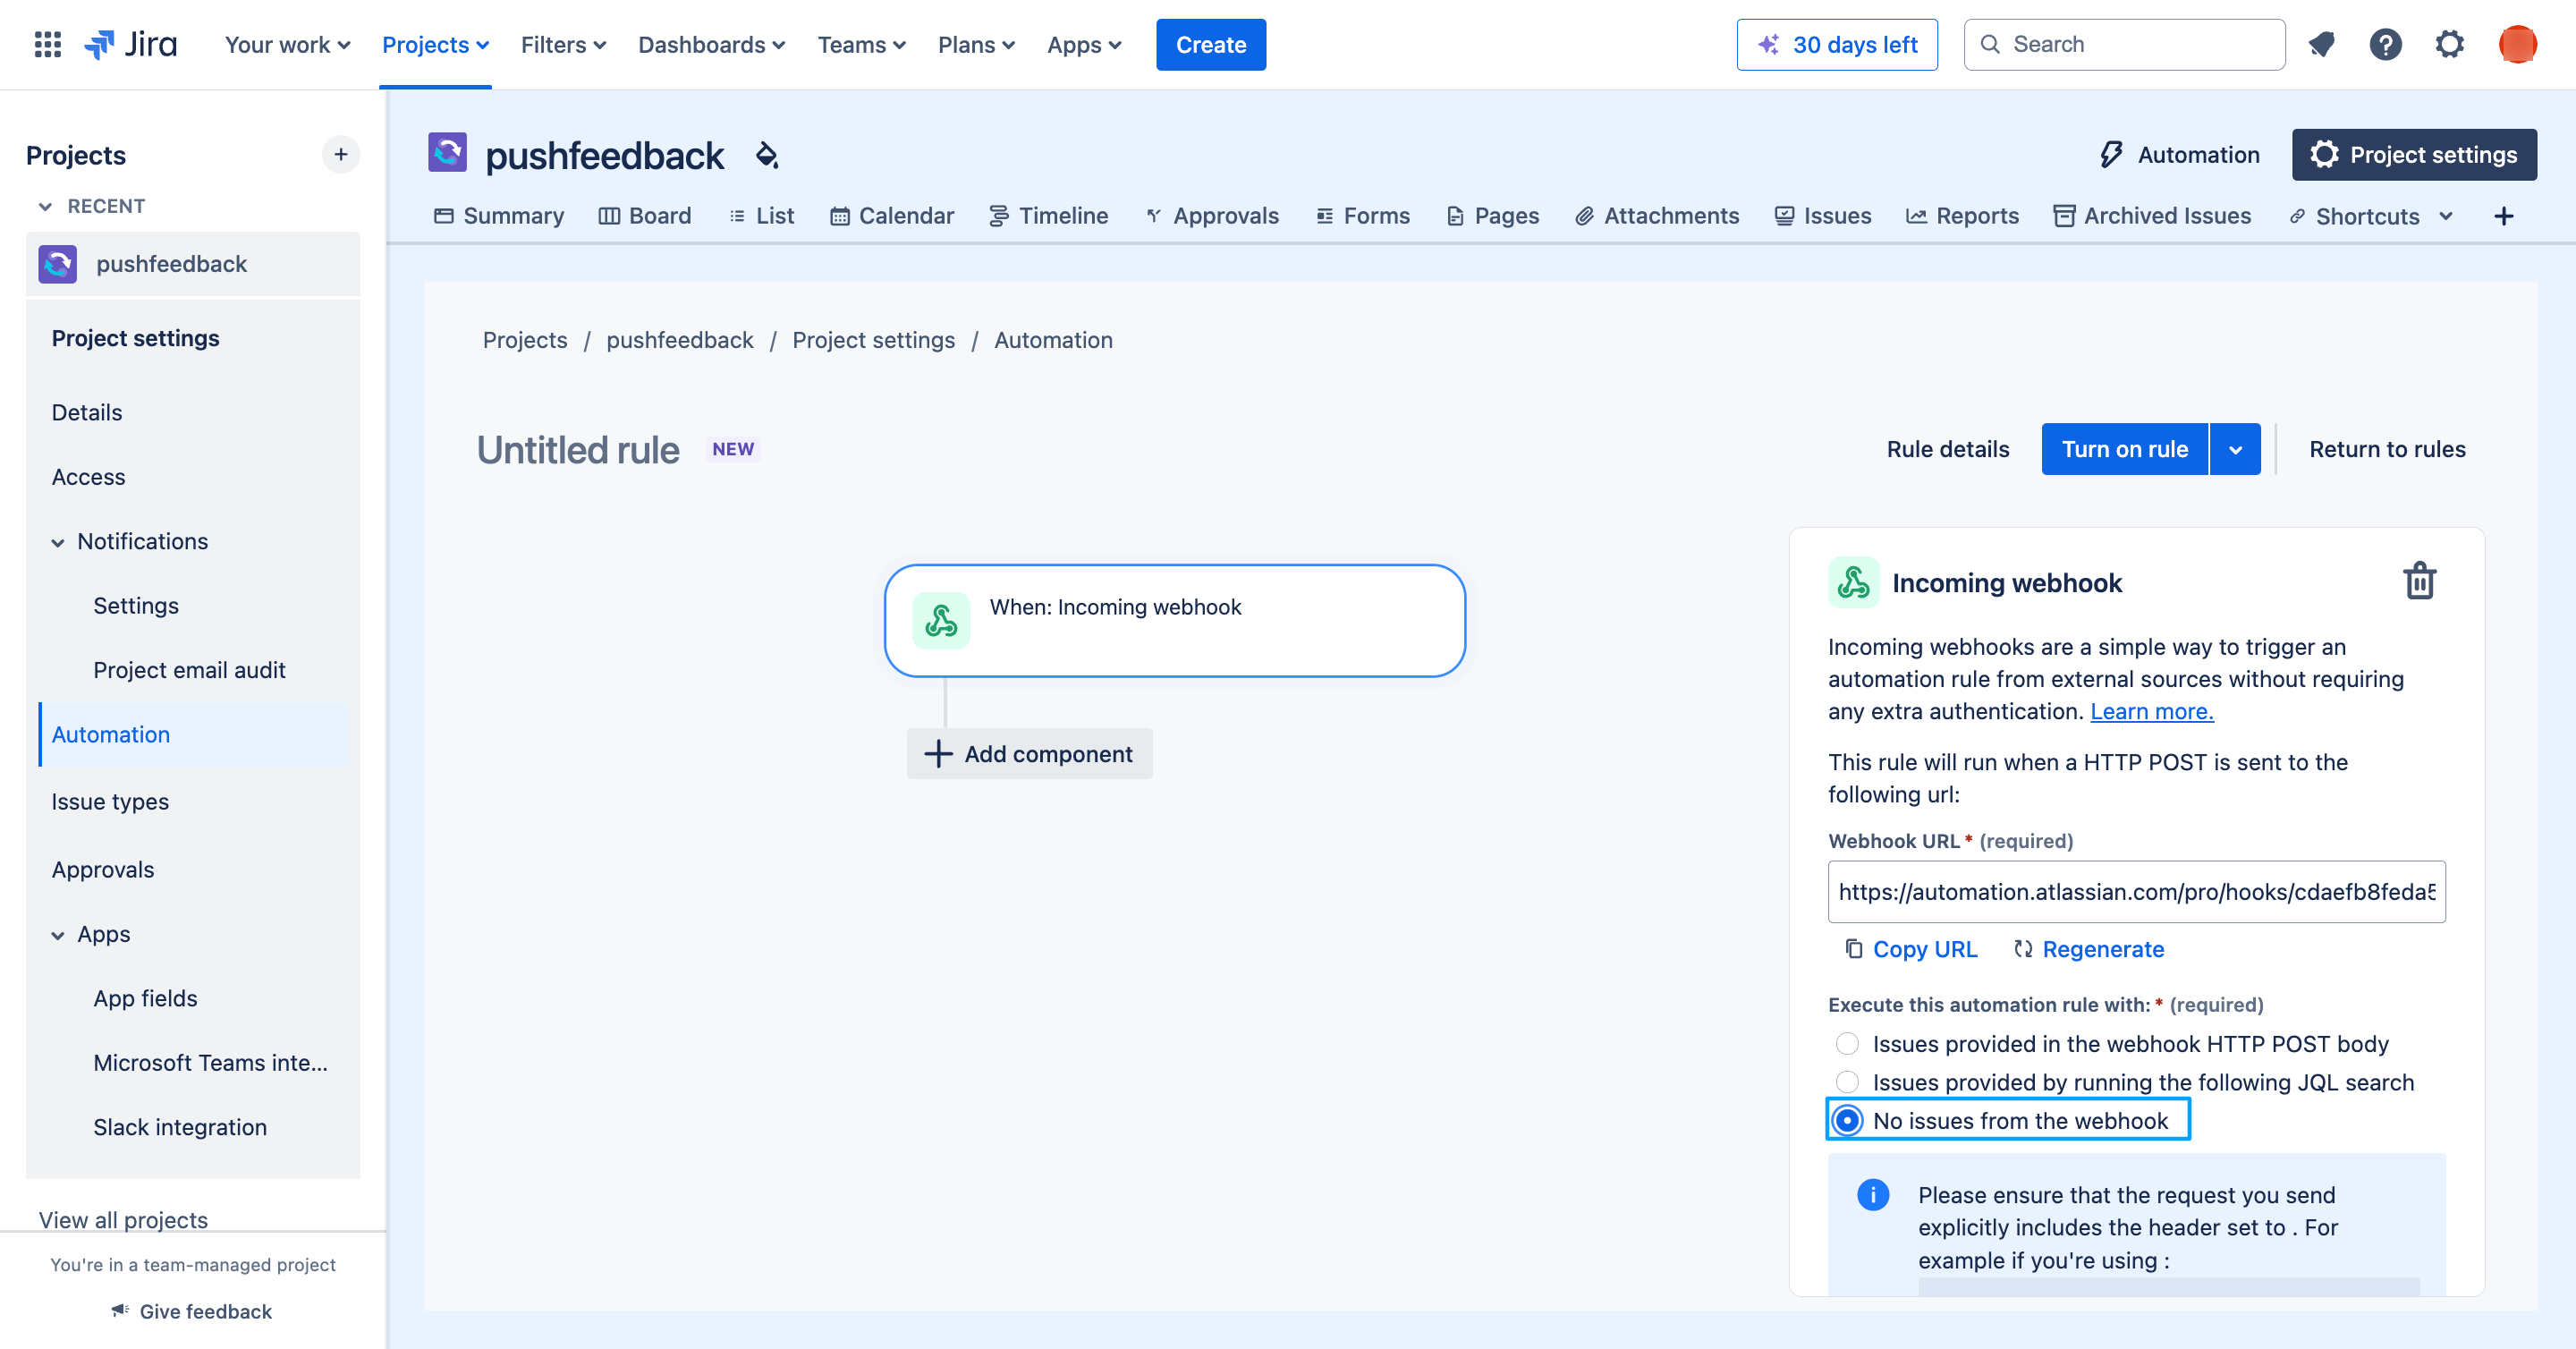 Jira
Your work
Projects
Filters
Dashboards
Teams
Plans
Apps
Create
30 days left
Search
Projects
RECENT
pushfeedback
Project settings
Details
Access
Notifications
Settings
Project email audit
Automation
Issue types
Approvals
Apps
App fields
Microsoft Teams inte...
Slack integration
View all projects
You're in a team-managed project
Give feedback
pushfeedback
Automation
Project settings
Summary
Board
List
Calendar
Timeline
Approvals
Forms
Pages
Attachments
Issues
Reports
Archived Issues
Shortcuts
Projects / pushfeedback / Project settings / Automation
Untitled rule NEW
Rule details
Turn on rule
Return to rules
When: Incoming webhook
Add component
Incoming webhook
Incoming webhooks are a simple way to trigger an
automation rule from external sources without requiring
any extra authentication. Learn more.
This rule will run when a HTTP POST is sent to the
following url:
Webhook URL * (required)
https://automation.atlassian.com/pro/hooks/cdaefb8feda5
Copy URL
Regenerate
Execute this automation rule with: * (required)
Issues provided in the webhook HTTP POST body
Issues provided by running the following JQL search
No issues from the webhook
Please ensure that the request you send
explicitly includes the header set to . For
example if you're using :